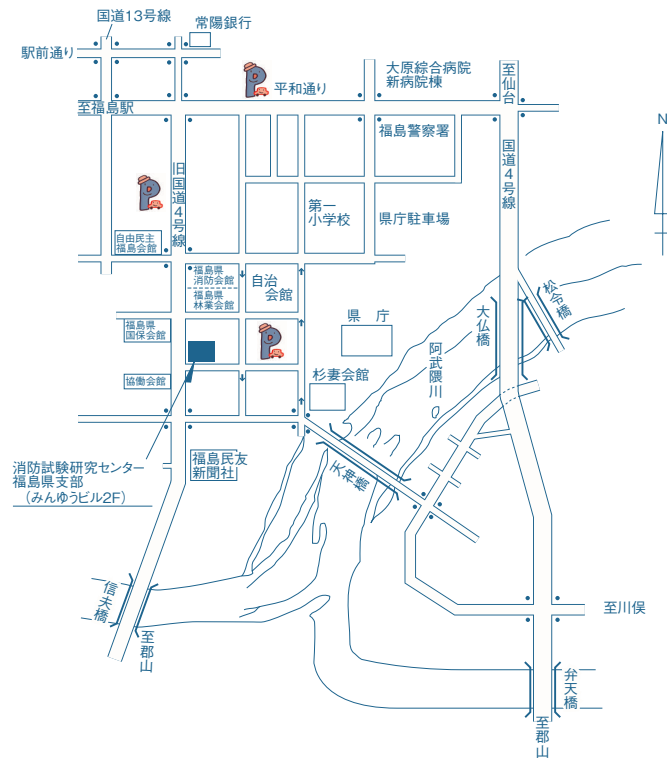 国道13号線
常陽銀行
駅前通り
平和通り
大原綜合病院
新病院棟
至仙台
至福島駅
福島警察署
N
国道4号線
旧国道4号線
第一
小学校
県庁駐車場
自由民主
福島会館
福島県
消防会館
福島県
林業会館
自治
会館
松令橋
大仏橋
県庁
福島県
国保会館
阿武隈川
協働会館
杉妻会館
福島民友
新聞社
天神橋
消防試験研究センター
福島県支部
(みんゆうビル2F)
信夫橋
至郡山
至川俣
弁天橋
至郡山